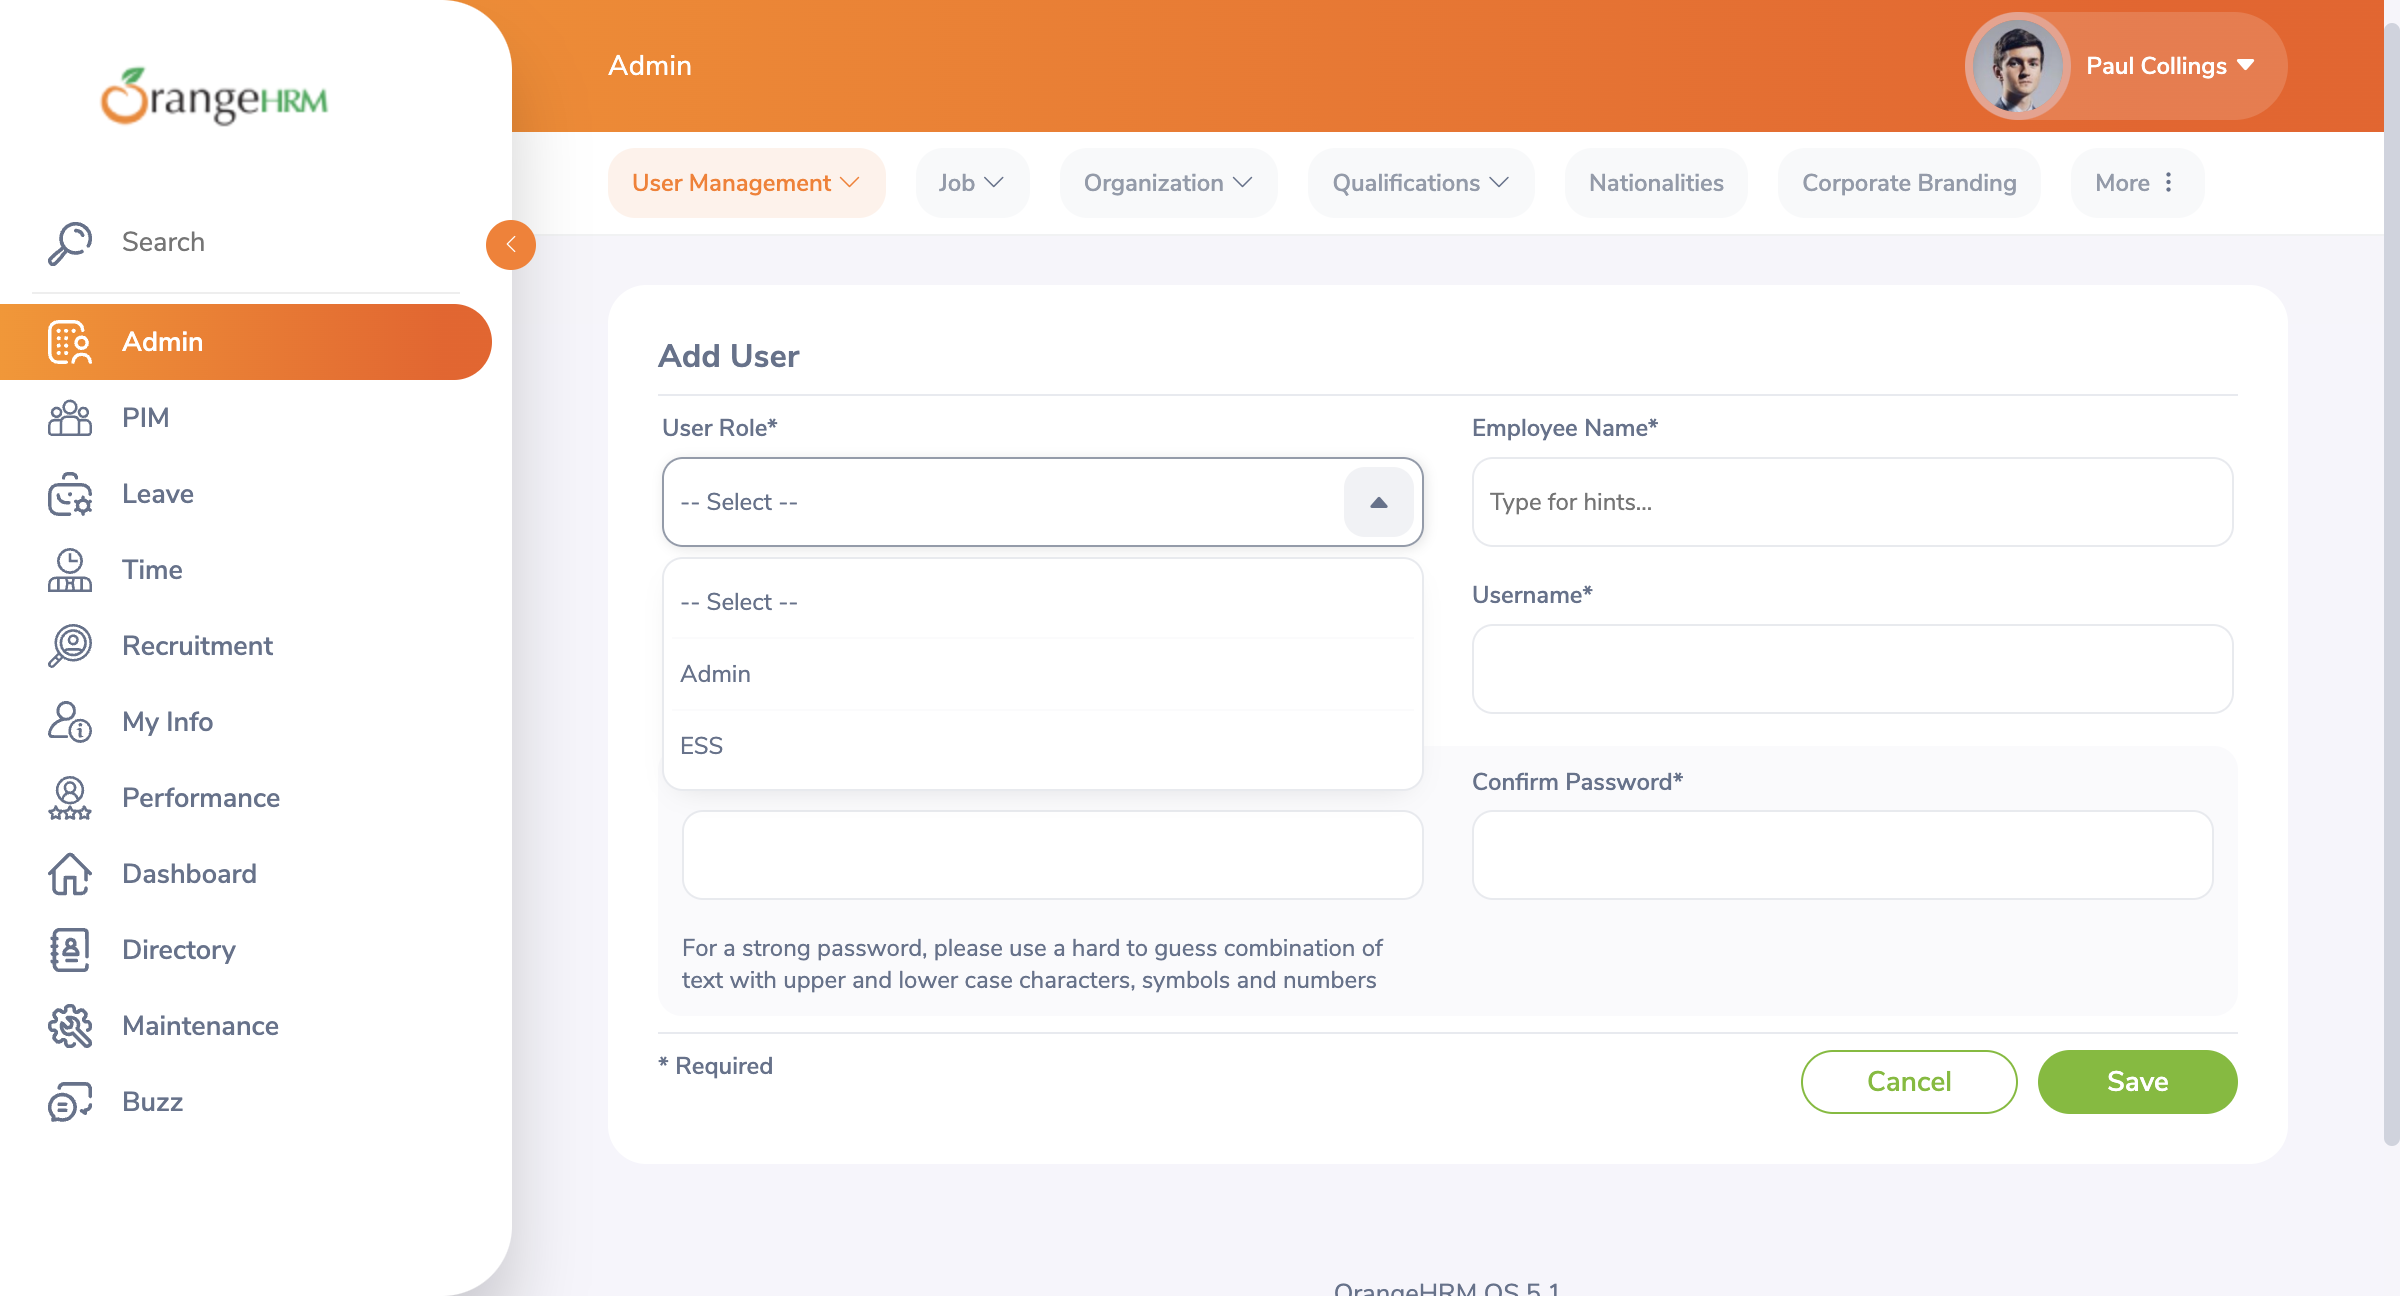 OrangeHRM
Search
Admin
PIM
Leave
Time
Recruitment
My Info
Performance
Dashboard
Directory
Maintenance
Buzz
Admin
Paul Collings
User Management
Job
Organization
Qualifications
Nationalities
Corporate Branding
More
Add User
User Role*
Employee Name*
-- Select --
Type for hints...
-- Select --
Admin
ESS
Username*
Confirm Password*
For a strong password, please use a hard to guess combination of
text with upper and lower case characters, symbols and numbers
* Required
Cancel
Save
OrangeHRM OS 5.1